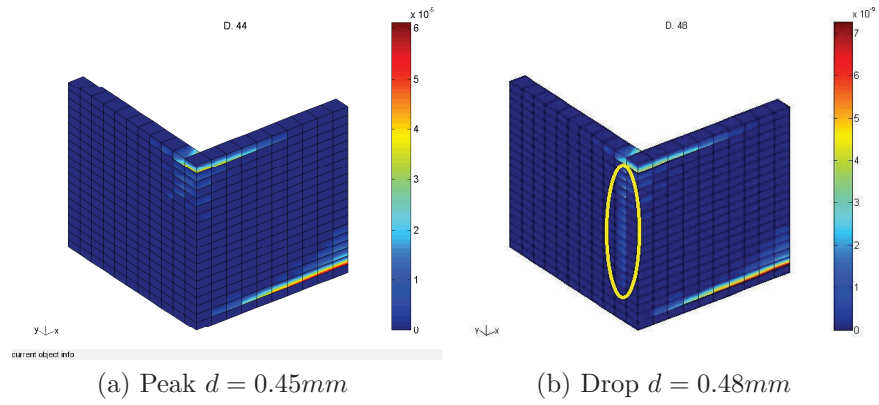 D. 44
x 10⁻⁵
6
5
4
3
2
1
0
y x
current object info
(a) Peak d = 0.45mm
D. 48
x 10⁻⁵
7
6
5
4
3
2
1
0
y x
(b) Drop d = 0.48mm